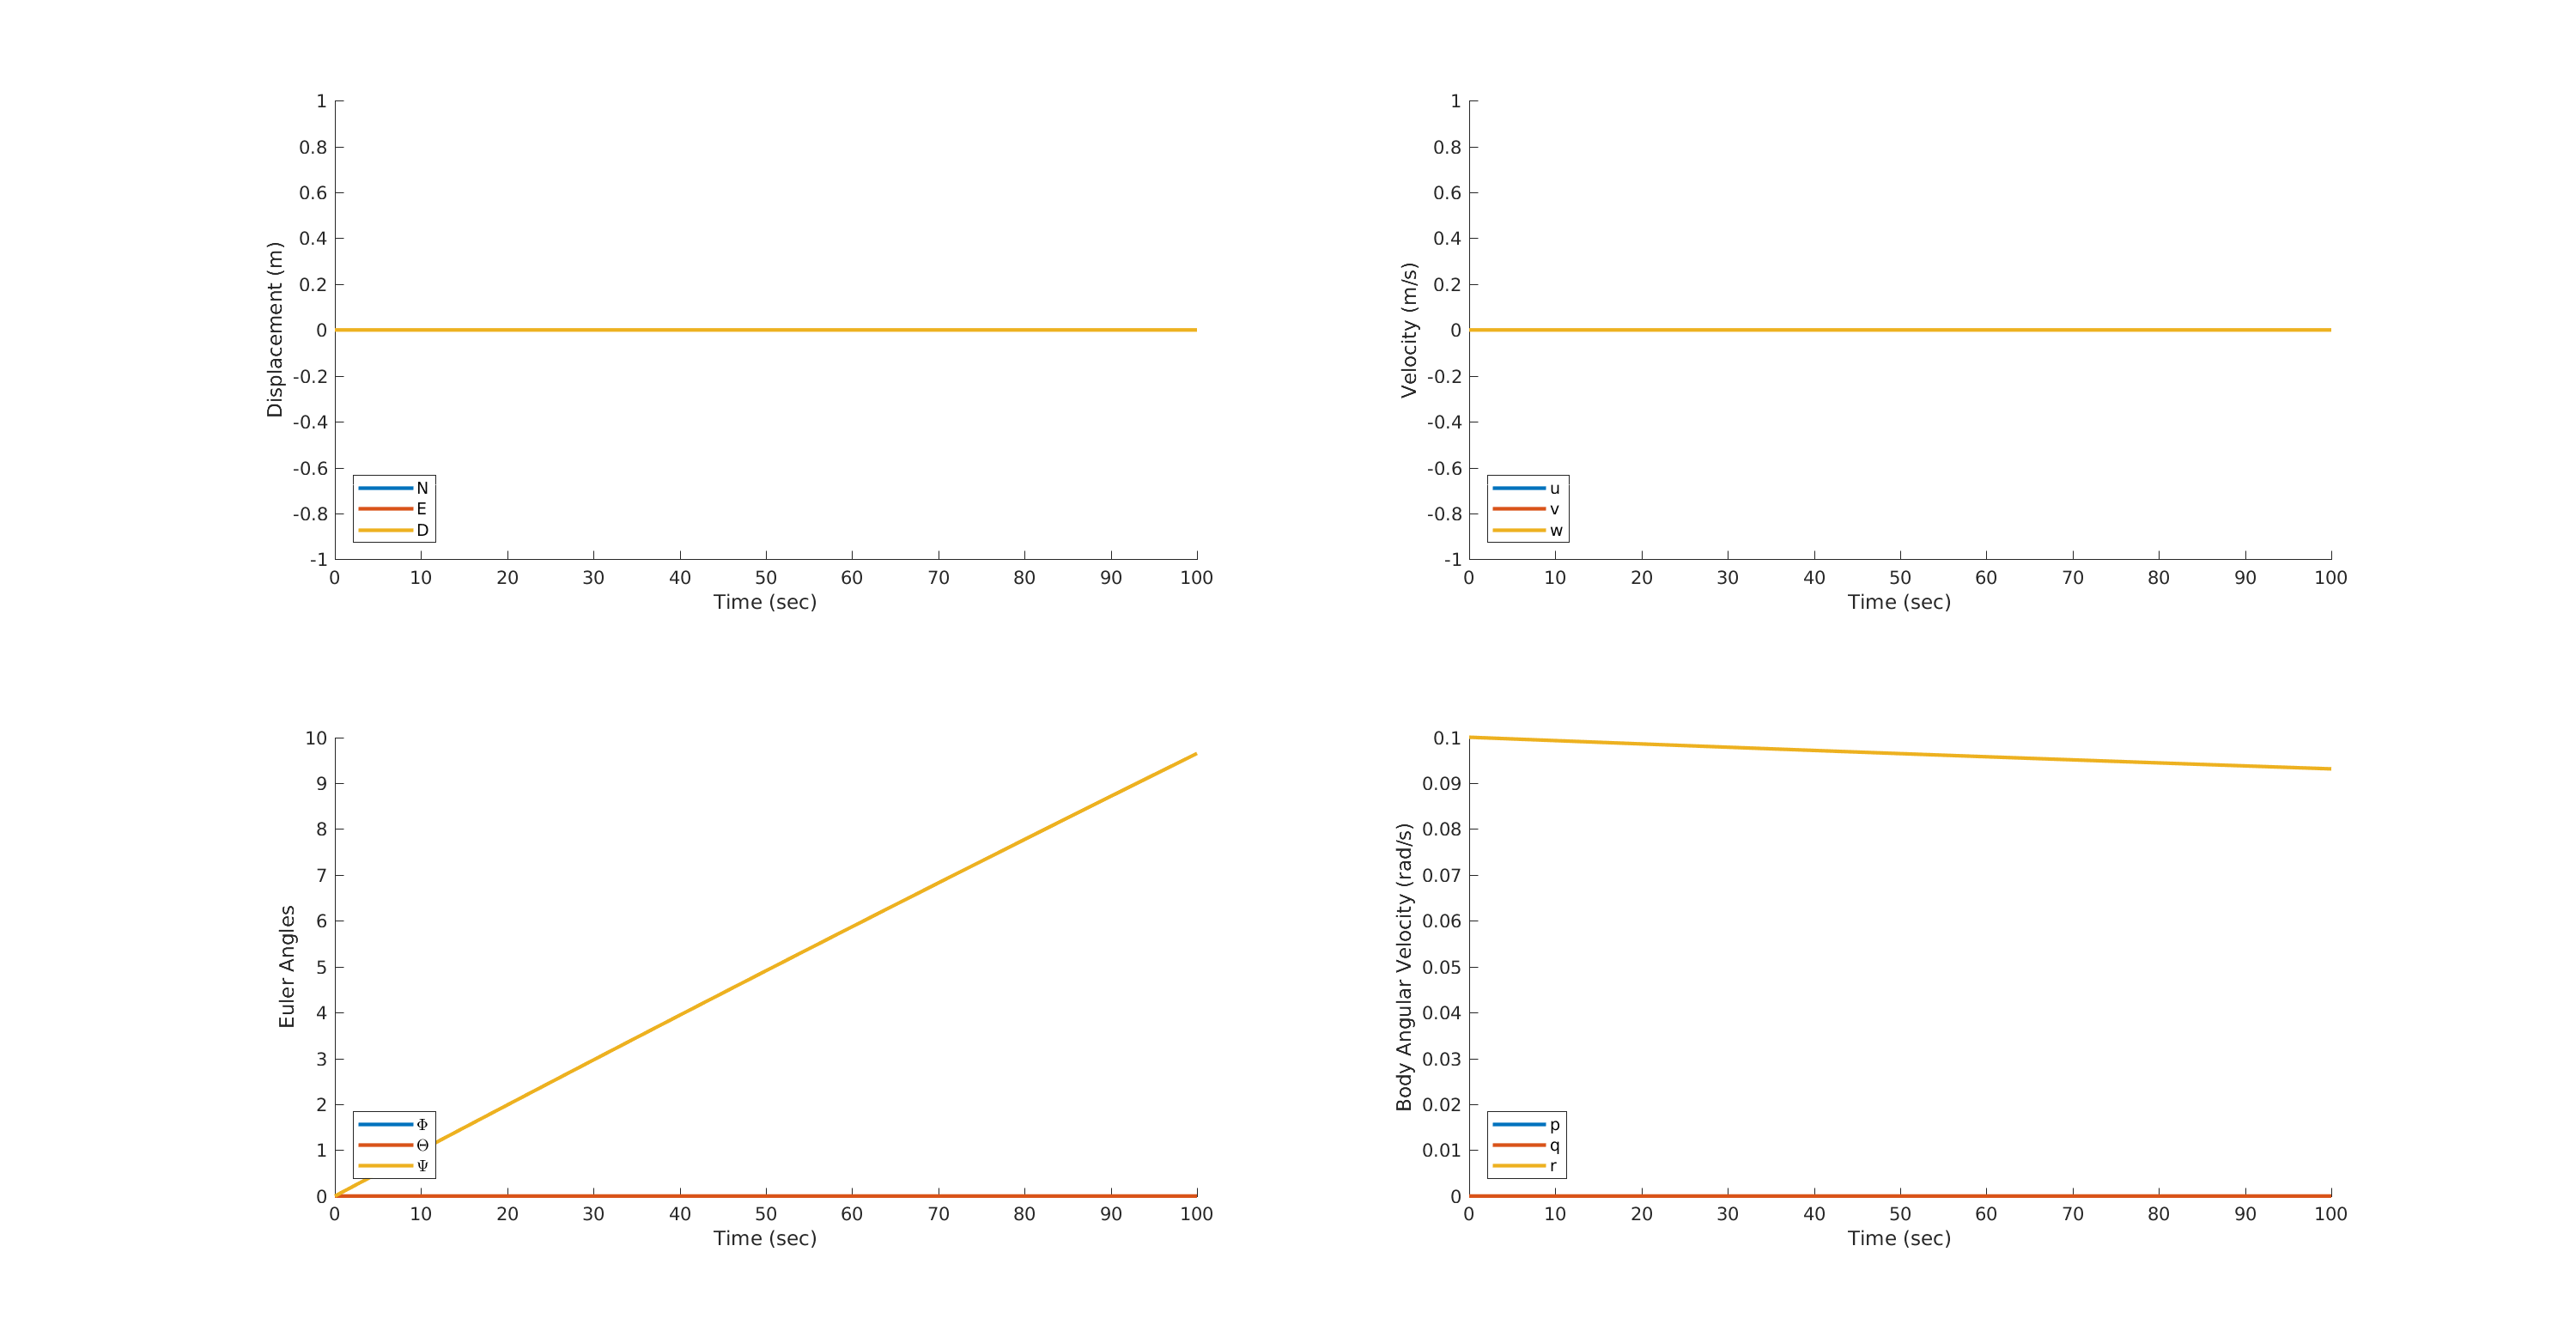 1
0.8
0.6
0.4
0.2
0
-0.2
-0.4
-0.6
-0.8
-1
Displacement (m)
N
E
D
0 10 20 30 40 50 60 70 80 90 100
Time (sec)
1
0.8
0.6
0.4
0.2
0
-0.2
-0.4
-0.6
-0.8
-1
Velocity (m/s)
u
v
w
0 10 20 30 40 50 60 70 80 90 100
Time (sec)
10
9
8
7
6
5
4
3
2
1
0
Euler Angles
Φ
Θ
Ψ
0 10 20 30 40 50 60 70 80 90 100
Time (sec)
0.1
0.09
0.08
0.07
0.06
0.05
0.04
0.03
0.02
0.01
0
Body Angular Velocity (rad/s)
p
q
r
0 10 20 30 40 50 60 70 80 90 100
Time (sec)